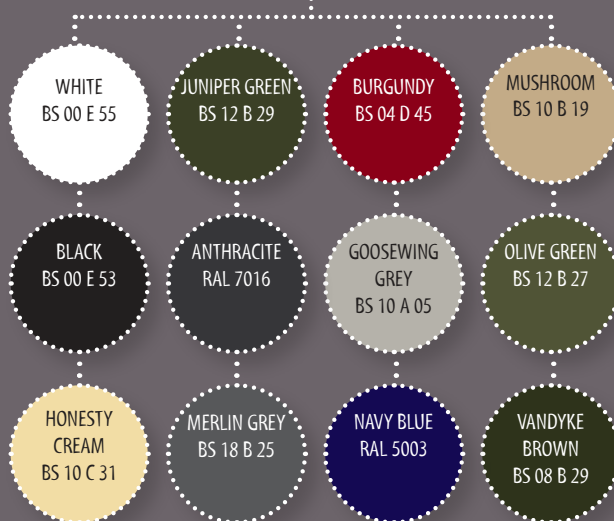 WHITE
BS 00 E 55
JUNIPER GREEN
BS 12 B 29
BURGUNDY
BS 04 D 45
MUSHROOM
BS 10 B 19
BLACK
BS 00 E 53
ANTHRACITE
RAL 7016
GOOSEWING
GREY
BS 10 A 05
OLIVE GREEN
BS 12 B 27
HONESTY
CREAM
BS 10 C 31
MERLIN GREY
BS 18 B 25
NAVY BLUE
RAL 5003
VANDYKE
BROWN
BS 08 B 29